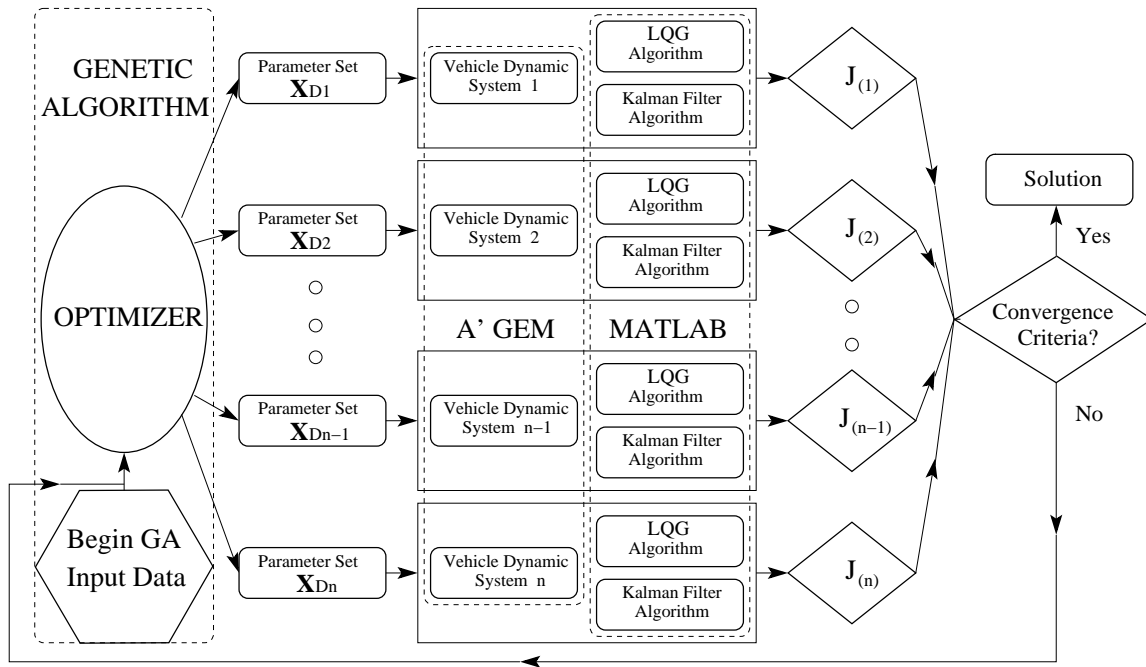 GENETIC
ALGORITHM
OPTIMIZER
Begin GA
Input Data
Parameter Set
XD1
Vehicle Dynamic
System 1
LQG
Algorithm
Kalman Filter
Algorithm
J(1)
Parameter Set
XD2
Vehicle Dynamic
System 2
LQG
Algorithm
Kalman Filter
Algorithm
J(2)
A' GEM
MATLAB
Parameter Set
XDn−1
Vehicle Dynamic
System n−1
LQG
Algorithm
Kalman Filter
Algorithm
J(n−1)
Parameter Set
XDn
Vehicle Dynamic
System n
LQG
Algorithm
Kalman Filter
Algorithm
J(n)
Solution
Yes
Convergence
Criteria?
No